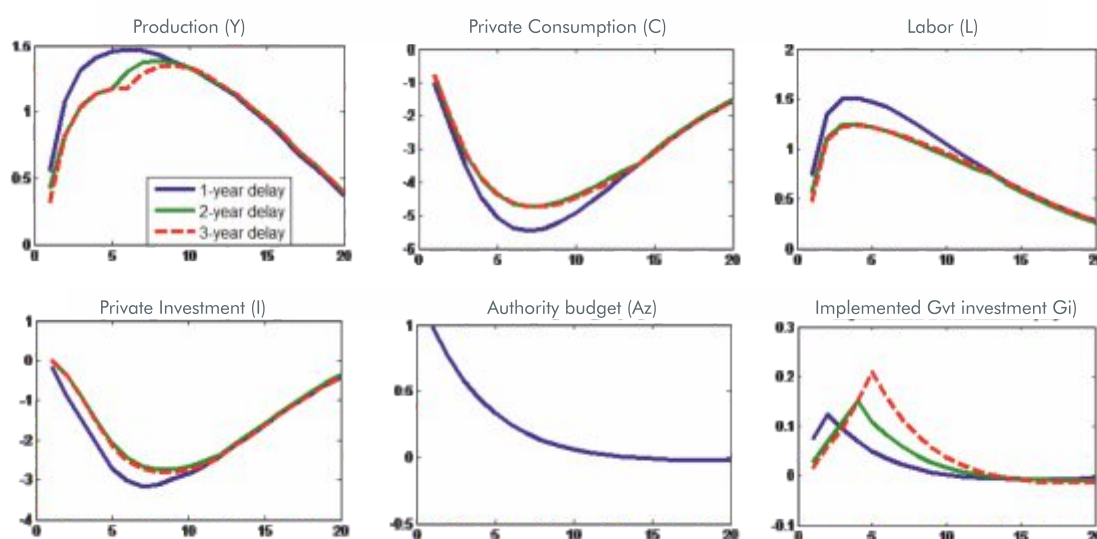 Production (Y)
1.5
1
0.5
0
0 5 10 15 20
1-year delay
2-year delay
3-year delay
Private Consumption (C)
0
-1
-2
-3
-4
-5
-6
0 5 10 15 20
Labor (L)
2
1.5
1
0.5
0
0 5 10 15 20
Private Investment (I)
1
0
-1
-2
-3
-4
0 5 10 15 20
Authority budget (Az)
1
0.5
0
-0.5
0 5 10 15 20
Implemented Gvt investment Gi)
0.3
0.2
0.1
0
-0.1
0 5 10 15 20